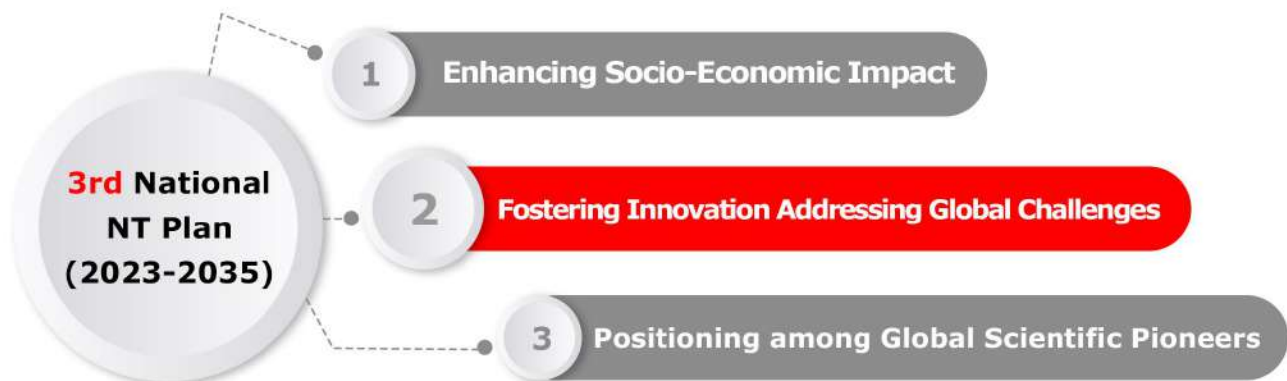 3rd National
NT Plan
(2023-2035)
1
Enhancing Socio-Economic Impact
2
Fostering Innovation Addressing Global Challenges
3
Positioning among Global Scientific Pioneers